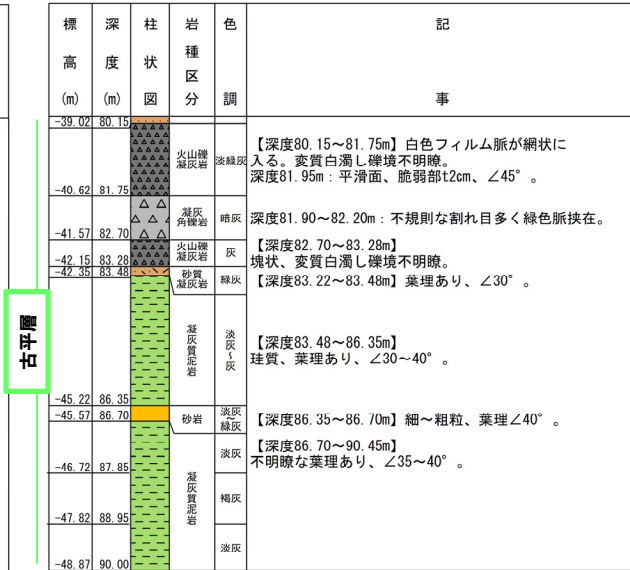 標高(m) 深度(m) 柱状図 岩種区分 色調 記事
-39.02 80.15
【深度80.15～81.75m】白色フィルム脈が網状に
入る。変質白濁し礫境不明瞭。
火山礫凝灰岩 淡緑灰
深度81.95m：平滑面、脆弱部t2cm、∠45°。
-40.62 81.75
凝灰角礫岩 暗灰
深度81.90～82.20m：不規則な割れ目多く緑色脈挟在。
-41.57 82.70
火山礫凝灰岩 灰
【深度82.70～83.28m】
塊状、変質白濁し礫境不明瞭。
-42.15 83.28
-42.35 83.48
砂質凝灰岩 緑灰
【深度83.22～83.48m】葉理あり、∠30°。
古平層
凝灰質泥岩 淡灰～灰
【深度83.48～86.35m】
珪質、葉理あり、∠30～40°。
-45.22 86.35
-45.57 86.70
砂岩 淡灰～緑灰
【深度86.35～86.70m】細～粗粒、葉理∠40°。
【深度86.70～90.45m】
不明瞭な葉理あり、∠35～40°。
淡灰
-46.72 87.85
凝灰質泥岩 褐灰
-47.82 88.95
淡灰
-48.87 90.00